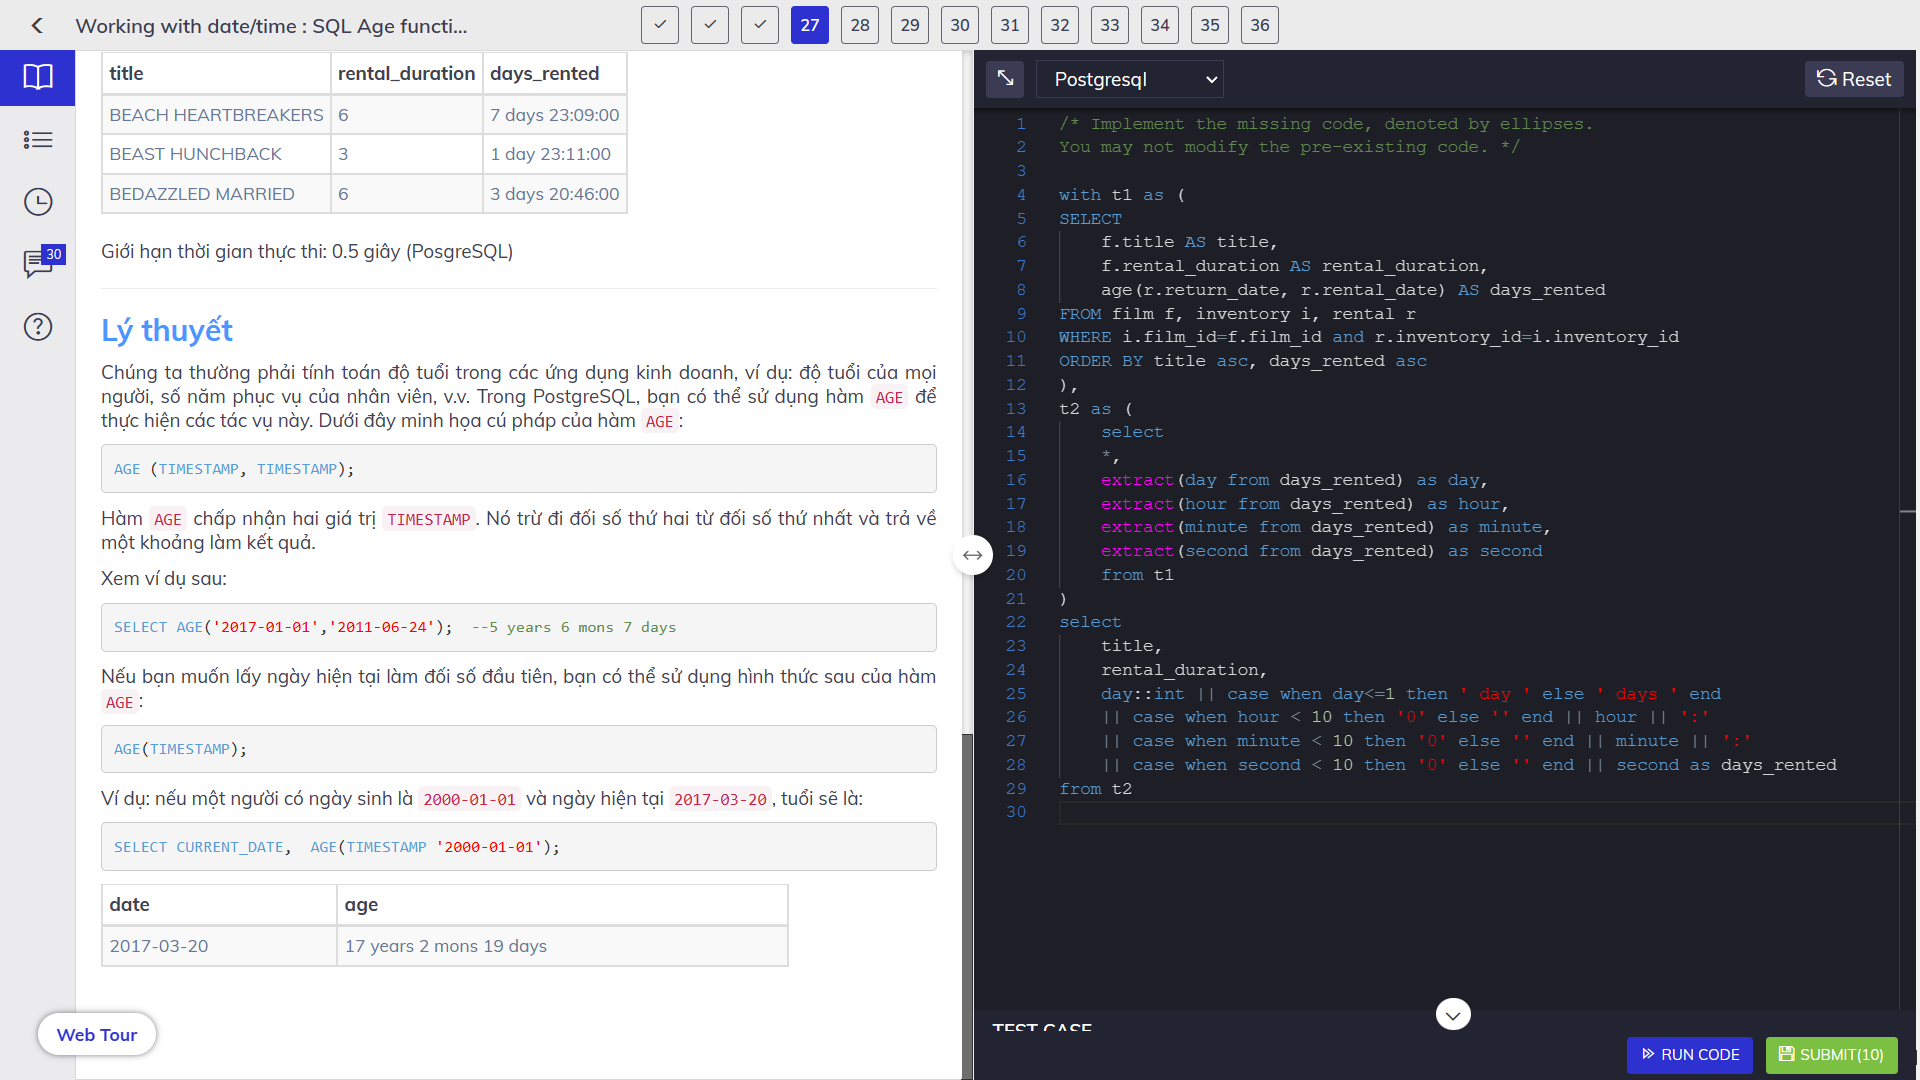 Working with date/time : SQL Age functi...
27 28 29 30 31 32 33 34 35 36
30
title rental_duration days_rented
BEACH HEARTBREAKERS 6 7 days 23:09:00
BEAST HUNCHBACK 3 1 day 23:11:00
BEDAZZLED MARRIED 6 3 days 20:46:00
Giới hạn thời gian thực thi: 0.5 giây (PosgreSQL)
Lý thuyết
Chúng ta thường phải tính toán độ tuổi trong các ứng dụng kinh doanh, ví dụ: độ tuổi của mọi
người, số năm phục vụ của nhân viên, v.v. Trong PostgreSQL, bạn có thể sử dụng hàm AGE để
thực hiện các tác vụ này. Dưới đây minh họa cú pháp của hàm AGE :
AGE (TIMESTAMP, TIMESTAMP);
Hàm AGE chấp nhận hai giá trị TIMESTAMP . Nó trừ đi đối số thứ hai từ đối số thứ nhất và trả về
một khoảng làm kết quả.
Xem ví dụ sau:
SELECT AGE('2017-01-01','2011-06-24');  --5 years 6 mons 7 days
Nếu bạn muốn lấy ngày hiện tại làm đối số đầu tiên, bạn có thể sử dụng hình thức sau của hàm
AGE :
AGE(TIMESTAMP);
Ví dụ: nếu một người có ngày sinh là 2000-01-01 và ngày hiện tại 2017-03-20 , tuổi sẽ là:
SELECT CURRENT_DATE,  AGE(TIMESTAMP '2000-01-01');
date age
2017-03-20 17 years 2 mons 19 days
Web Tour
Postgresql
Reset
1 /* Implement the missing code, denoted by ellipses.
2 You may not modify the pre-existing code. */
3
4 with t1 as (
5 SELECT
6     f.title AS title,
7     f.rental_duration AS rental_duration,
8     age(r.return_date, r.rental_date) AS days_rented
9 FROM film f, inventory i, rental r
10 WHERE i.film_id=f.film_id and r.inventory_id=i.inventory_id
11 ORDER BY title asc, days_rented asc
12 ),
13 t2 as (
14     select
15     *,
16     extract(day from days_rented) as day,
17     extract(hour from days_rented) as hour,
18     extract(minute from days_rented) as minute,
19     extract(second from days_rented) as second
20     from t1
21 )
22 select
23     title,
24     rental_duration,
25     day::int || case when day<=1 then ' day ' else ' days ' end
26     || case when hour < 10 then '0' else '' end || hour || ':'
27     || case when minute < 10 then '0' else '' end || minute || ':'
28     || case when second < 10 then '0' else '' end || second as days_rented
29 from t2
30
TEST CASE
RUN CODE
SUBMIT(10)